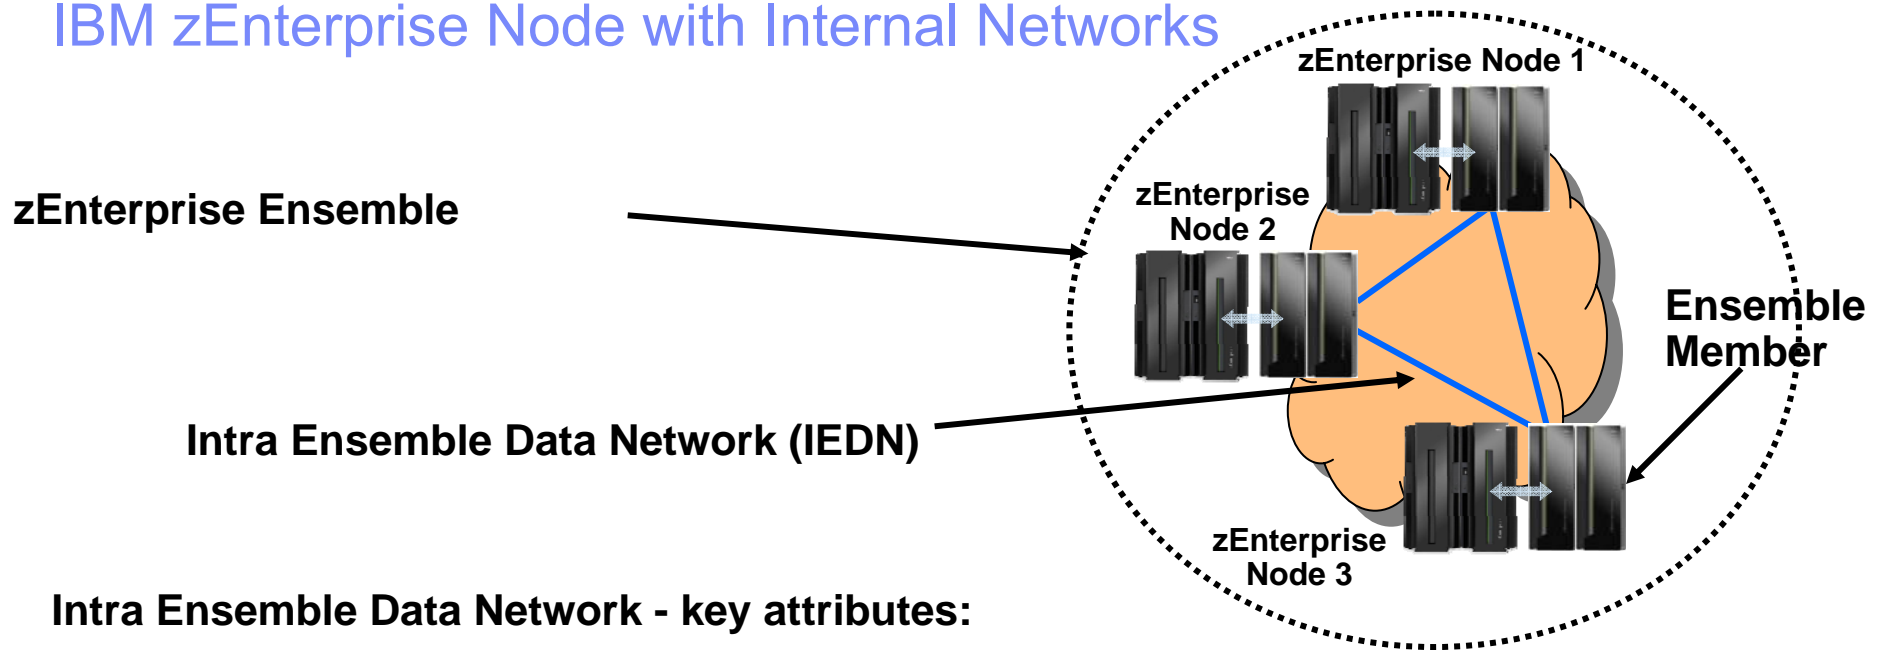 IBM zEnterprise Node with Internal Networks
zEnterprise Node 1
zEnterprise
Node 2
zEnterprise Ensemble
Ensemble
Member
Intra Ensemble Data Network (IEDN)
zEnterprise
Node 3
Intra Ensemble Data Network - key attributes: